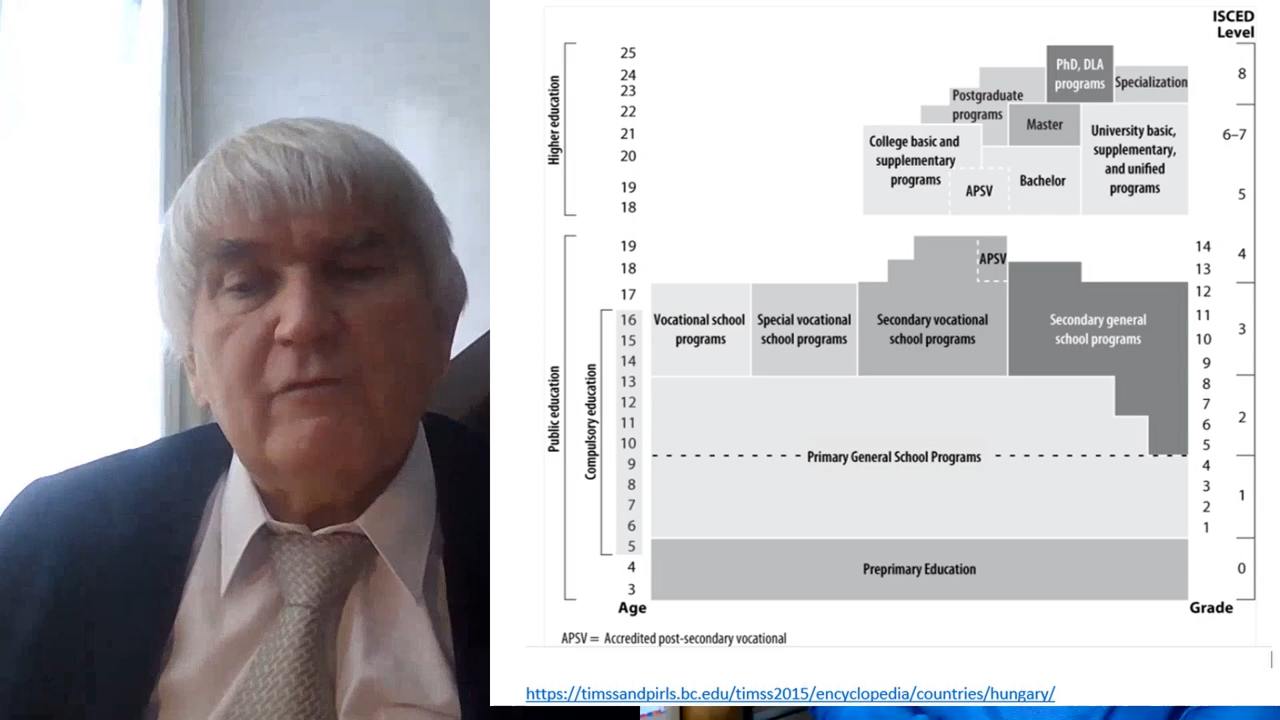 ISCED
Level
Higher education
25
24
23
22
21
20
19
18
PhD, DLA
programs
Specialization
Postgraduate
programs
Master
College basic and
supplementary
programs
APSV
Bachelor
University basic,
supplementary,
and unified
programs
8
6–7
5
Public education
Compulsory education
19
18
17
16
15
14
13
12
11
10
9
8
7
6
5
4
3
Age
APSV
Vocational school
programs
Special vocational
school programs
Secondary vocational
school programs
Secondary general
school programs
Primary General School Programs
Preprimary Education
14
13
12
11
10
9
8
7
6
5
4
3
2
1
Grade
4
3
2
1
0
APSV = Accredited post-secondary vocational
https://timssandpirls.bc.edu/timss2015/encyclopedia/countries/hungary/